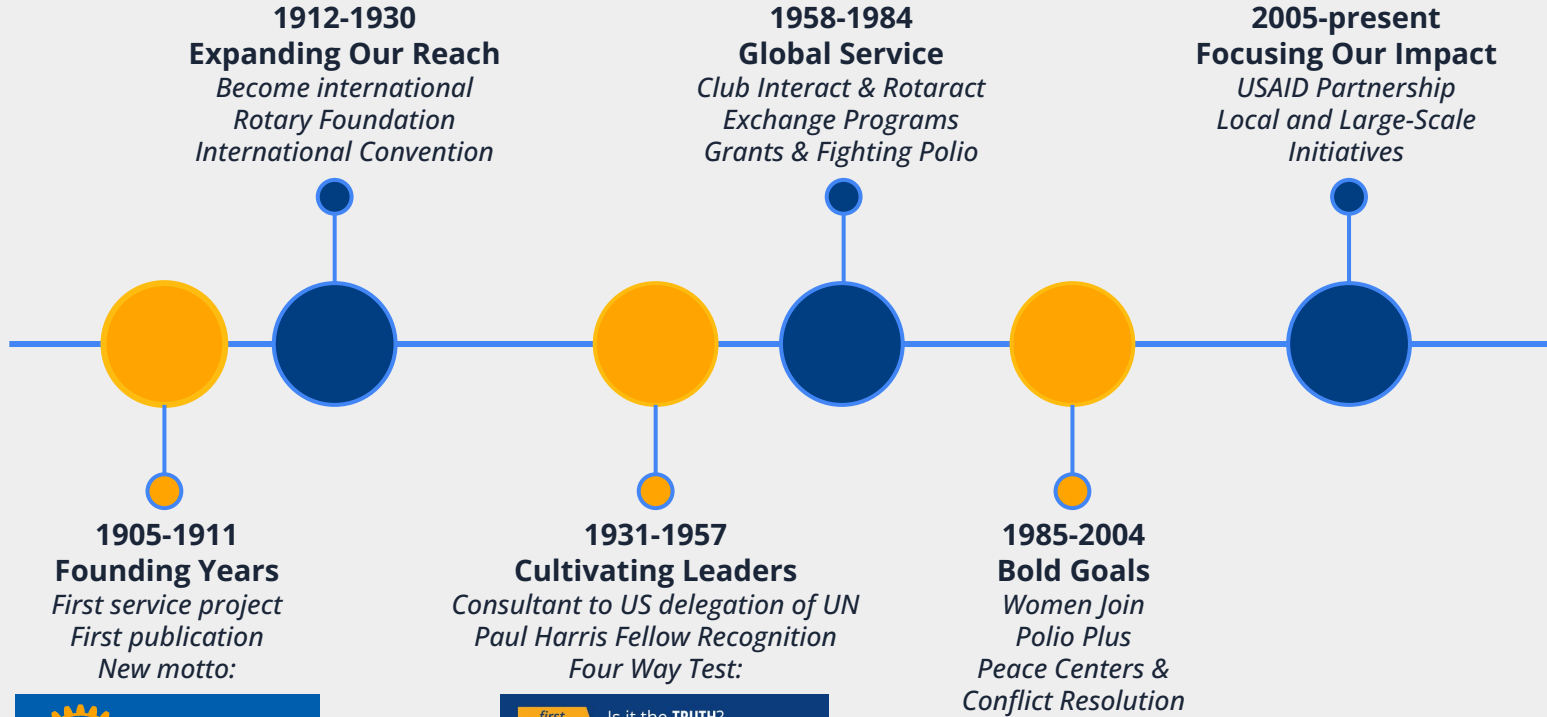 1912-1930
Expanding Our Reach
Become international
Rotary Foundation
International Convention
1958-1984
Global Service
Club Interact & Rotaract
Exchange Programs
Grants & Fighting Polio
2005-present
Focusing Our Impact
USAID Partnership
Local and Large-Scale
Initiatives
1905-1911
Founding Years
First service project
First publication
New motto:
1931-1957
Cultivating Leaders
Consultant to US delegation of UN
Paul Harris Fellow Recognition
Four Way Test:
first
Is it the TRUTH?
1985-2004
Bold Goals
Women Join
Polio Plus
Peace Centers &
Conflict Resolution